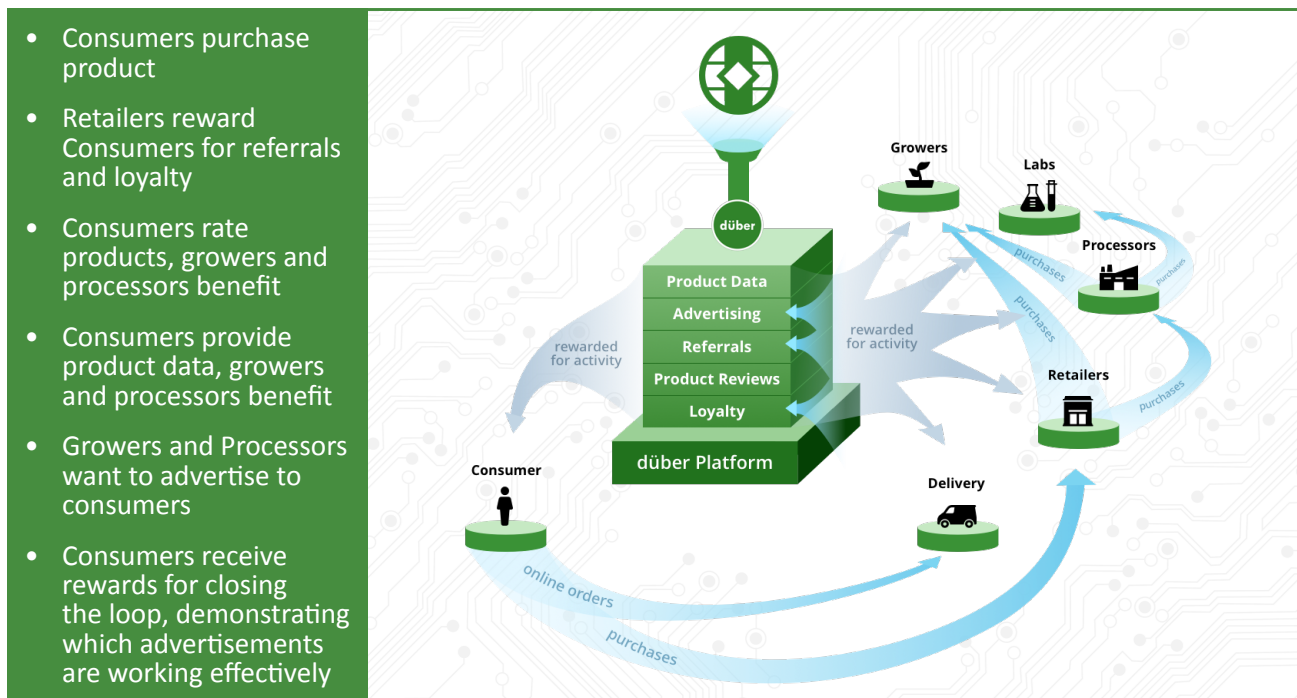 • Consumers purchase
product
• Retailers reward
Consumers for referrals
and loyalty
• Consumers rate
products, growers and
processors benefit
• Consumers provide
product data, growers
and processors benefit
• Growers and Processors
want to advertise to
consumers
• Consumers receive
rewards for closing
the loop, demonstrating
which advertisements
are working effectively
düber
Product Data
Advertising
Referrals
Product Reviews
Loyalty
düber Platform
rewarded
for activity
rewarded
for activity
Growers
Labs
Processors
purchases
purchases
purchases
Retailers
purchases
Consumer
Delivery
online orders
purchases